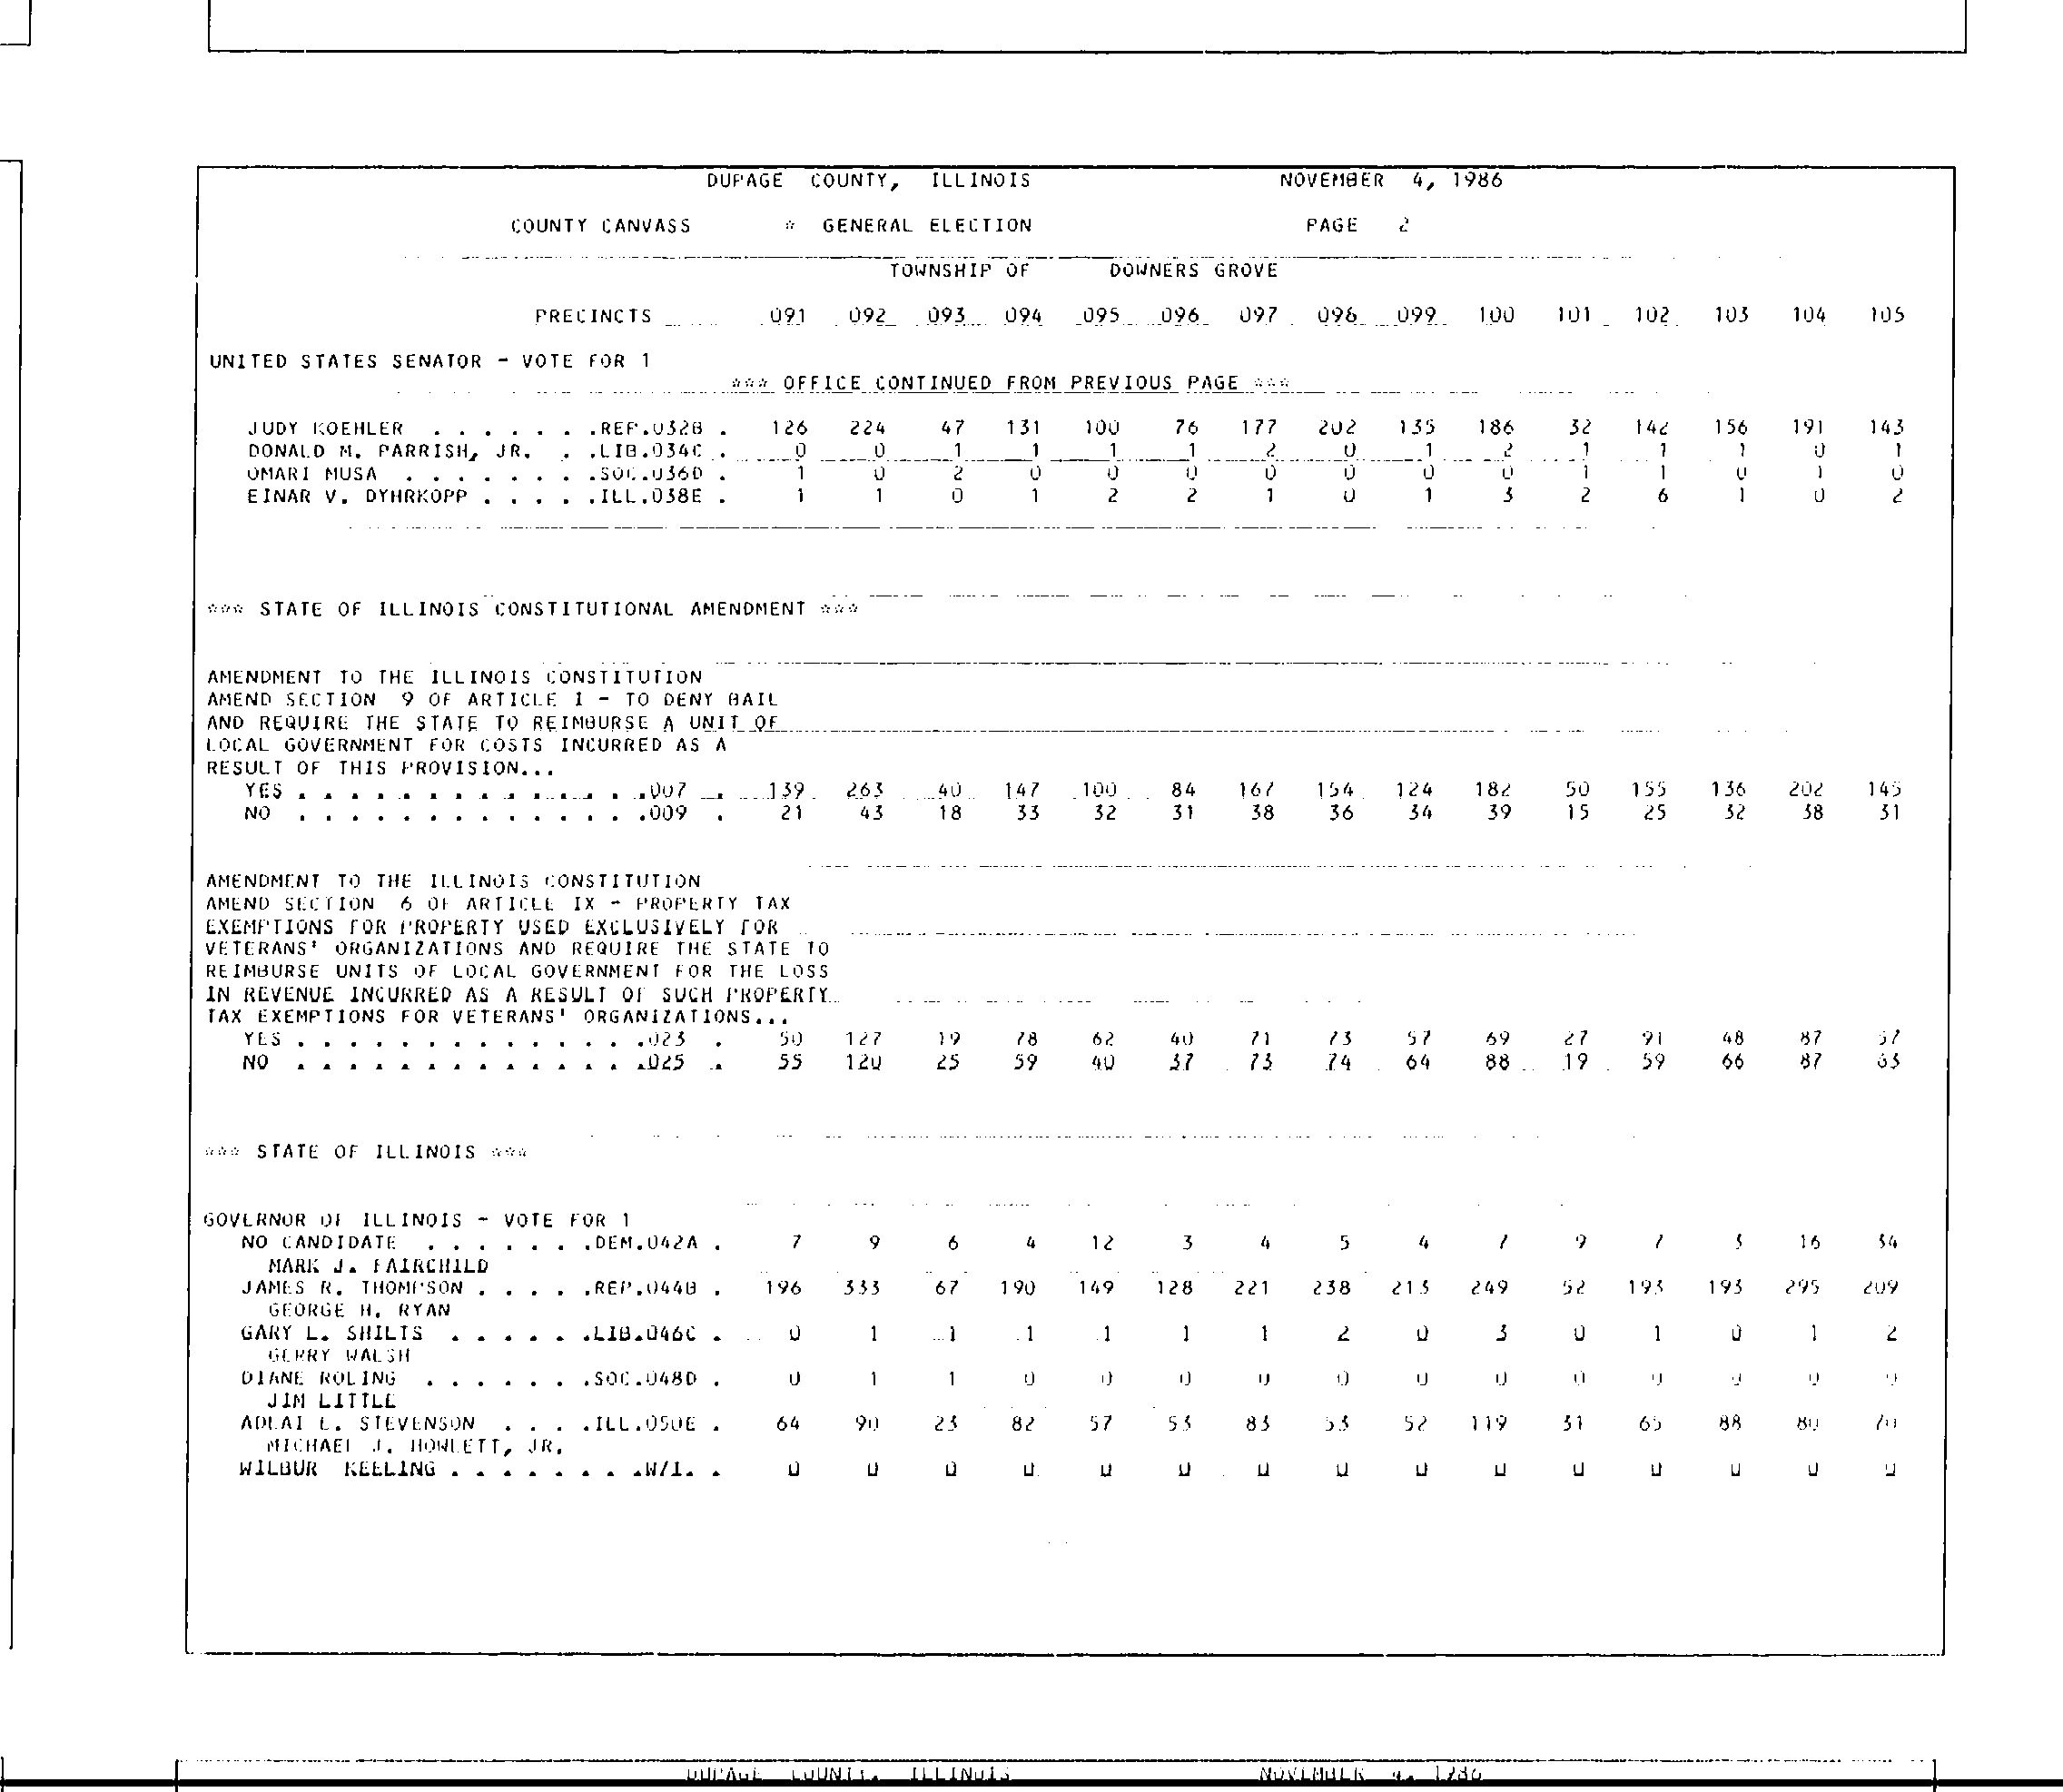 DUPAGE COUNTY, ILLINOIS NOVEMBER 4, 1986
COUNTY CANVASS * GENERAL ELECTION PAGE 2
TOWNSHIP OF DOWNERS GROVE
PRECINCTS 091 092 093 094 095 096 097 098 099 100 101 102 103 104 105
UNITED STATES SENATOR - VOTE FOR 1
*** OFFICE CONTINUED FROM PREVIOUS PAGE ***
JUDY KOEHLER . . . . . . .REP.032B . 126 224 47 131 100 76 177 202 135 186 32 142 156 191 143
DONALD M. PARRISH, JR. . .LIB.034C . 0 0 1 1 1 1 2 0 1 2 1 1 1 0 1
OMARI MUSA . . . . . . . .SOC.036D . 1 0 2 0 0 0 0 0 0 0 1 1 0 1 0
EINAR V. DYHRKOPP . . . . .ILL.038E . 1 1 0 1 2 2 1 0 1 3 2 6 1 0 2
*** STATE OF ILLINOIS CONSTITUTIONAL AMENDMENT ***
AMENDMENT TO THE ILLINOIS CONSTITUTION
AMEND SECTION 9 OF ARTICLE I - TO DENY BAIL
AND REQUIRE THE STATE TO REIMBURSE A UNIT OF
LOCAL GOVERNMENT FOR COSTS INCURRED AS A
RESULT OF THIS PROVISION...
YES . . . . . . . . . . . . . .007 . 139 263 40 147 100 84 167 154 124 182 50 155 136 202 145
NO . . . . . . . . . . . . . .009 . 21 43 18 33 32 31 38 36 34 39 15 25 32 38 31
AMENDMENT TO THE ILLINOIS CONSTITUTION
AMEND SECTION 6 OF ARTICLE IX - PROPERTY TAX
EXEMPTIONS FOR PROPERTY USED EXCLUSIVELY FOR
VETERANS' ORGANIZATIONS AND REQUIRE THE STATE TO
REIMBURSE UNITS OF LOCAL GOVERNMENT FOR THE LOSS
IN REVENUE INCURRED AS A RESULT OF SUCH PROPERTY
TAX EXEMPTIONS FOR VETERANS' ORGANIZATIONS...
YES . . . . . . . . . . . . . .023 . 50 127 19 78 62 40 71 73 57 69 27 91 48 87 57
NO . . . . . . . . . . . . . .025 . 55 120 25 59 40 37 73 74 64 88 19 59 66 87 63
*** STATE OF ILLINOIS ***
GOVERNOR OF ILLINOIS - VOTE FOR 1
NO CANDIDATE . . . . . . .DEM.042A . 7 9 6 4 12 3 4 5 4 7 9 7 3 16 34
MARK J. FAIRCHILD
JAMES R. THOMPSON . . . . .REP.044B . 196 333 67 190 149 128 221 238 213 249 52 193 193 295 209
GEORGE H. RYAN
GARY L. SHILTS . . . . . .LIB.046C . 0 1 1 1 1 1 1 2 0 3 0 1 0 1 2
GERRY WALSH
DIANE ROLING . . . . . . .SOC.048D . 0 1 1 0 0 0 0 0 0 0 0 0 0 0 0
JIM LITTLE
ADLAI E. STEVENSON . . . .ILL.050E . 64 90 23 82 57 53 83 53 52 119 31 65 88 80 70
MICHAEL J. HOWLETT, JR.
WILBUR KEELING . . . . . . . .W/I. . 0 0 0 0 0 0 0 0 0 0 0 0 0 0 0
DUPAGE COUNTY, ILLINOIS NOVEMBER 4, 1986